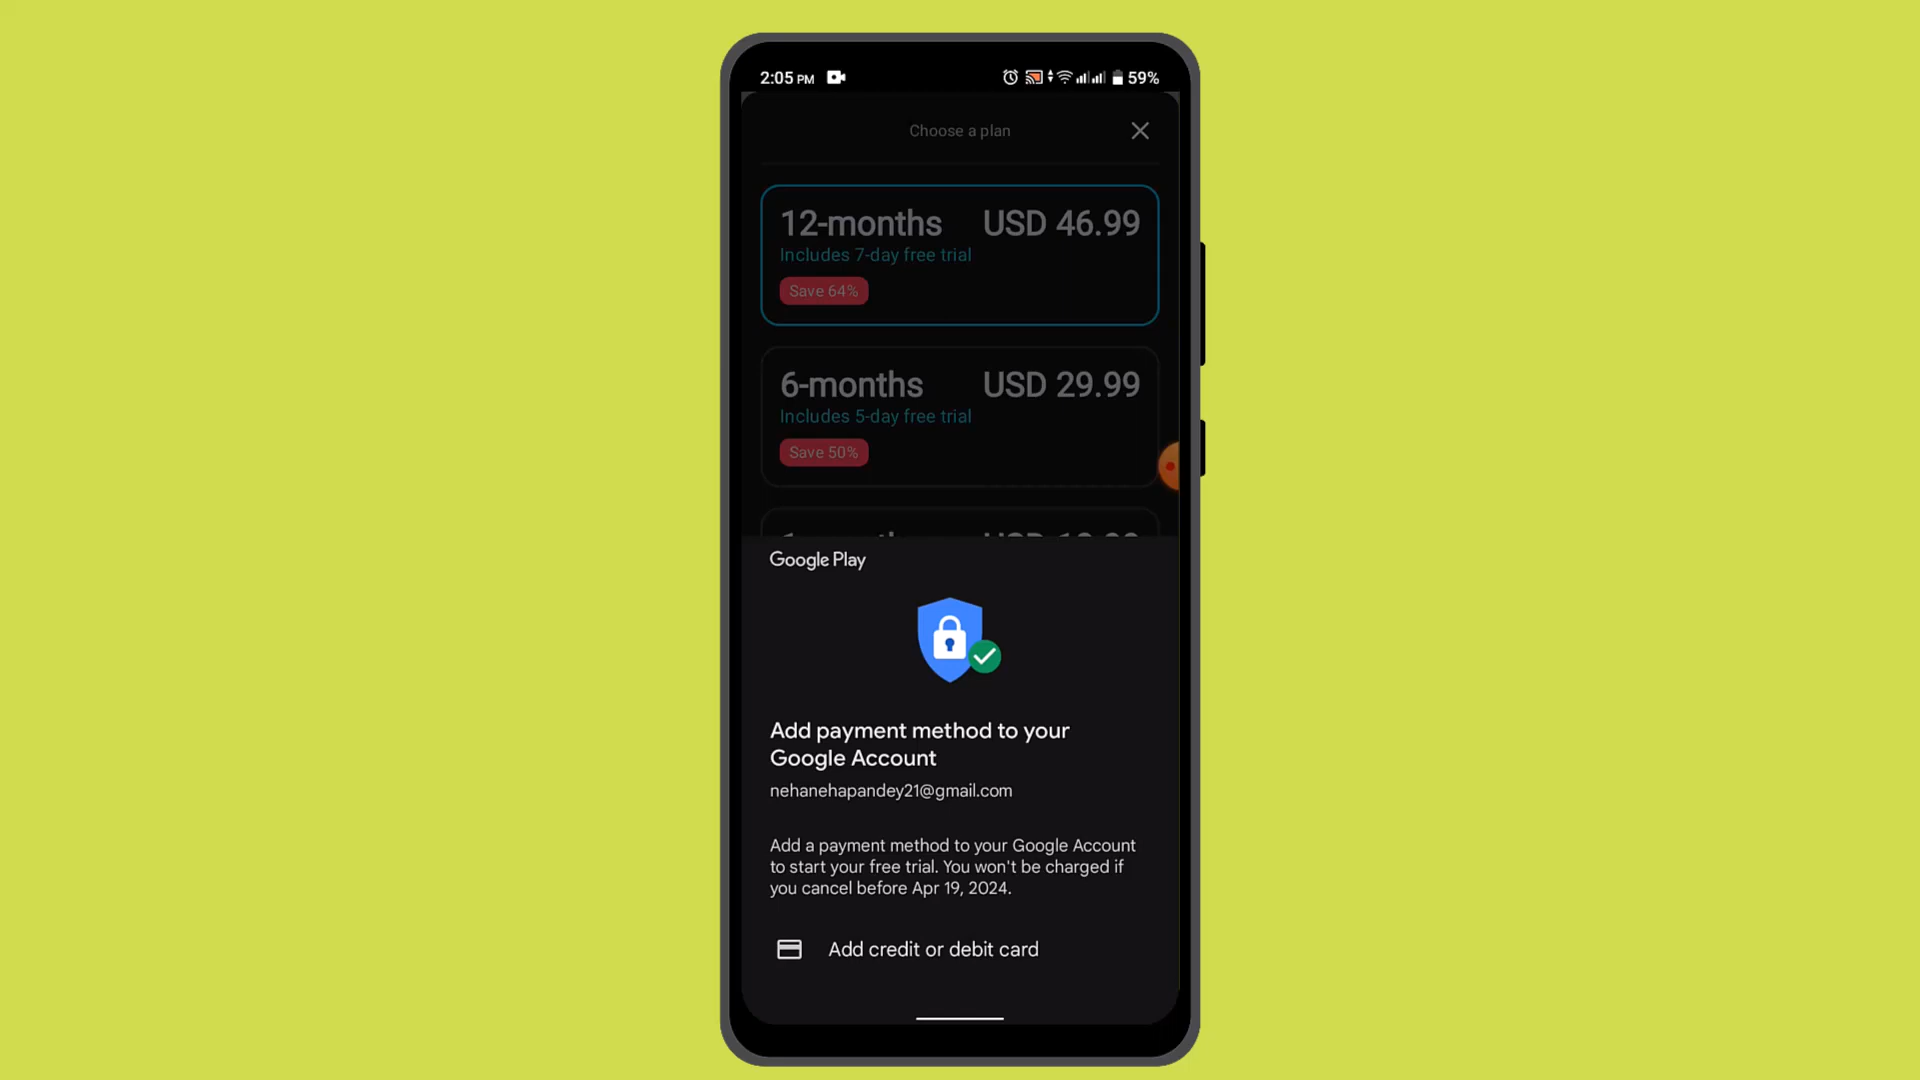 2:05 PM
59%
Choose a plan
12-months USD 46.99
Includes 7-day free trial
Save 64%
6-months USD 29.99
Includes 5-day free trial
Save 50%
Google Play
Add payment method to your
Google Account
nehanehapandey21@gmail.com
Add a payment method to your Google Account
to start your free trial. You won't be charged if
you cancel before Apr 19, 2024.
Add credit or debit card